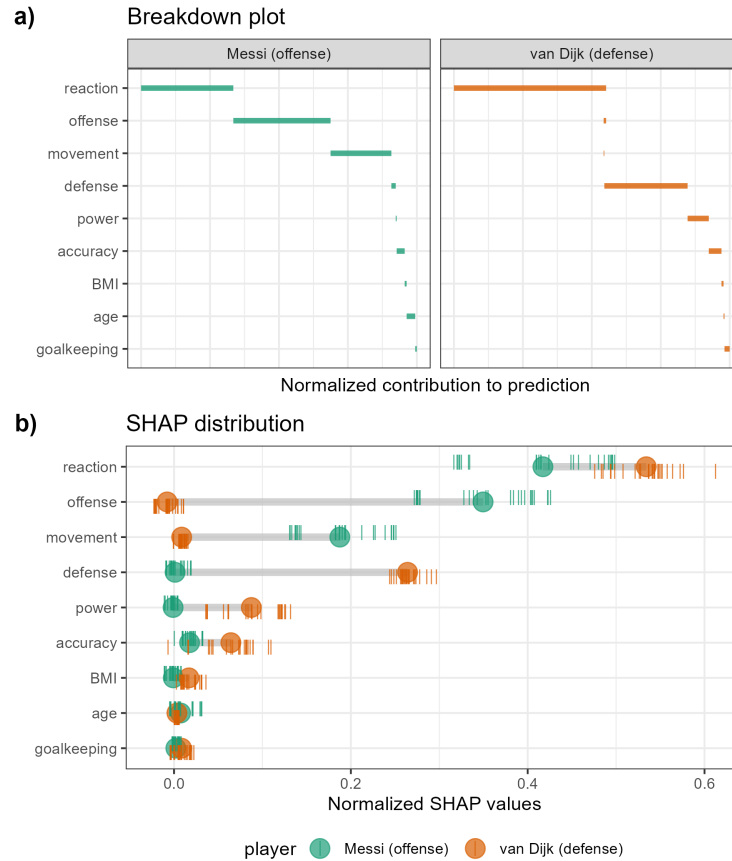 a)
Breakdown plot
Messi (offense)
van Dijk (defense)
reaction
offense
movement
defense
power
accuracy
BMI
age
goalkeeping
Normalized contribution to prediction
b)
SHAP distribution
reaction
offense
movement
defense
power
accuracy
BMI
age
goalkeeping
0.0 0.2 0.4 0.6
Normalized SHAP values
player Messi (offense) van Dijk (defense)